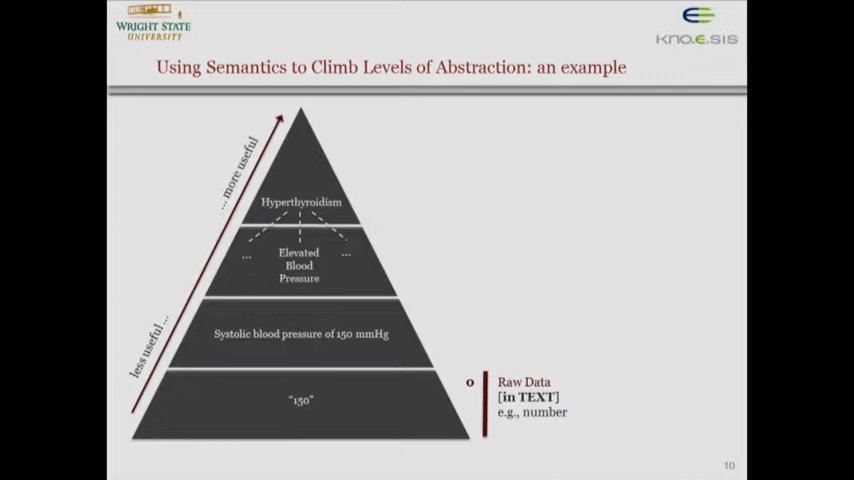 WRIGHT STATE
UNIVERSITY
KNO.E.SIS
Using Semantics to Climb Levels of Abstraction: an example
... more useful
less useful ...
Hyperthyroidism
... Elevated ...
Blood
Pressure
Systolic blood pressure of 150 mmHg
"150"
0 Raw Data
[in TEXT]
e.g., number
10